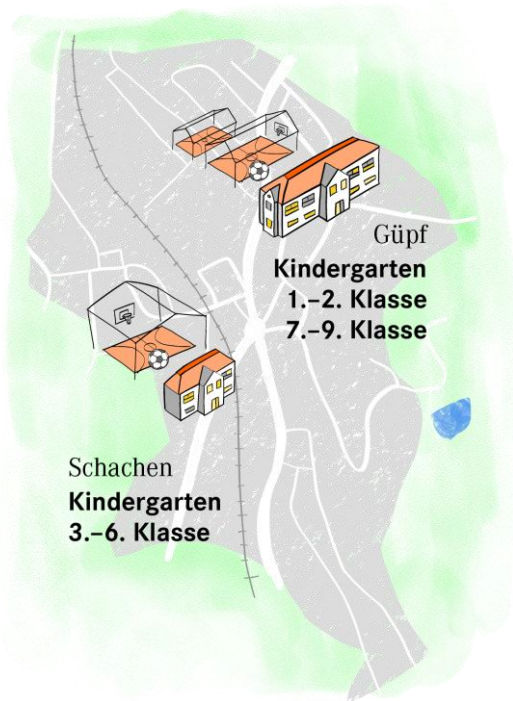 Güpf
Kindergarten
1.–2. Klasse
7.–9. Klasse
Schachen
Kindergarten
3.–6. Klasse